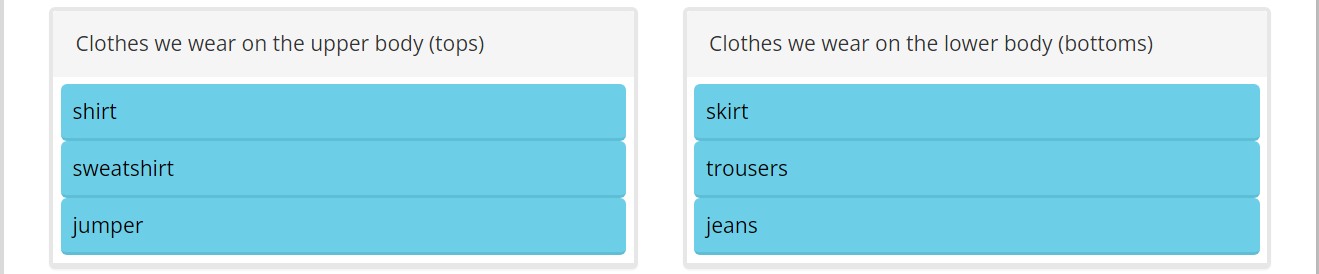 Clothes we wear on the upper body (tops)
shirt
sweatshirt
jumper
Clothes we wear on the lower body (bottoms)
skirt
trousers
jeans